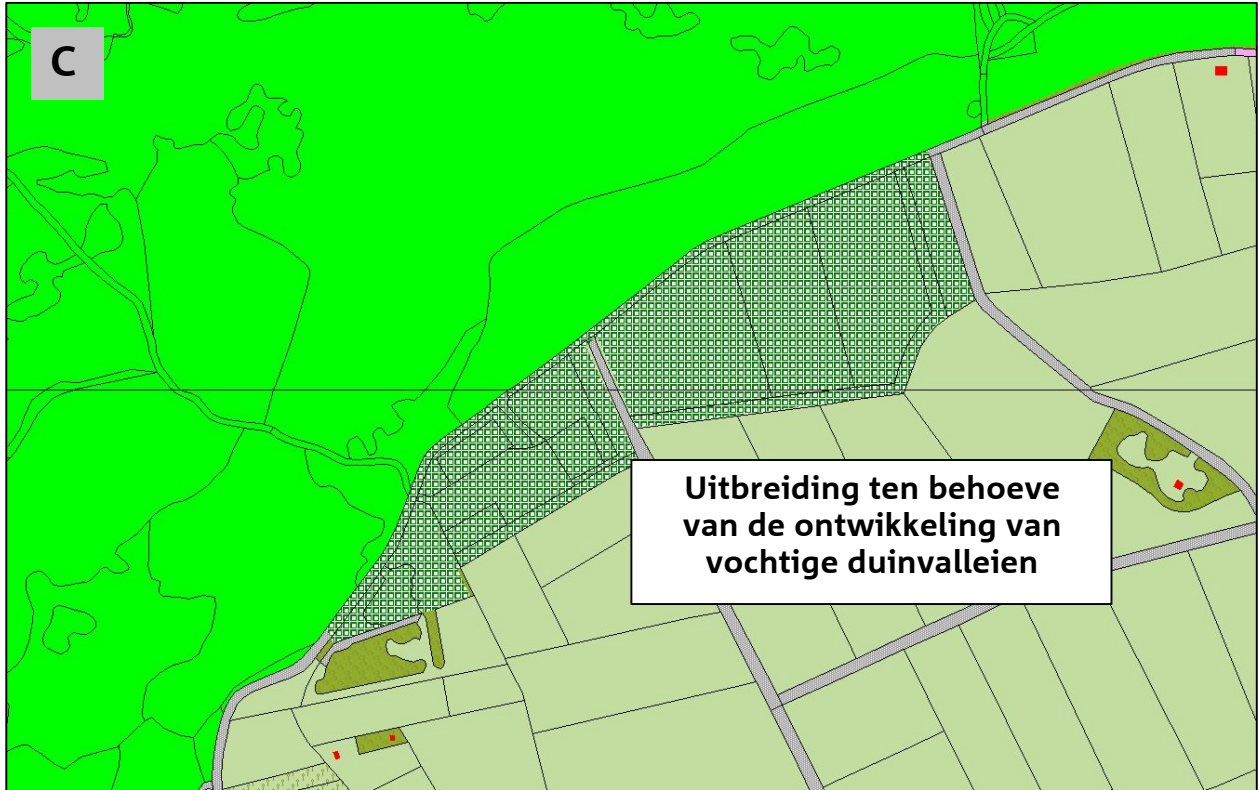 C
Uitbreiding ten behoeve
van de ontwikkeling van
vochtige duinvalleien